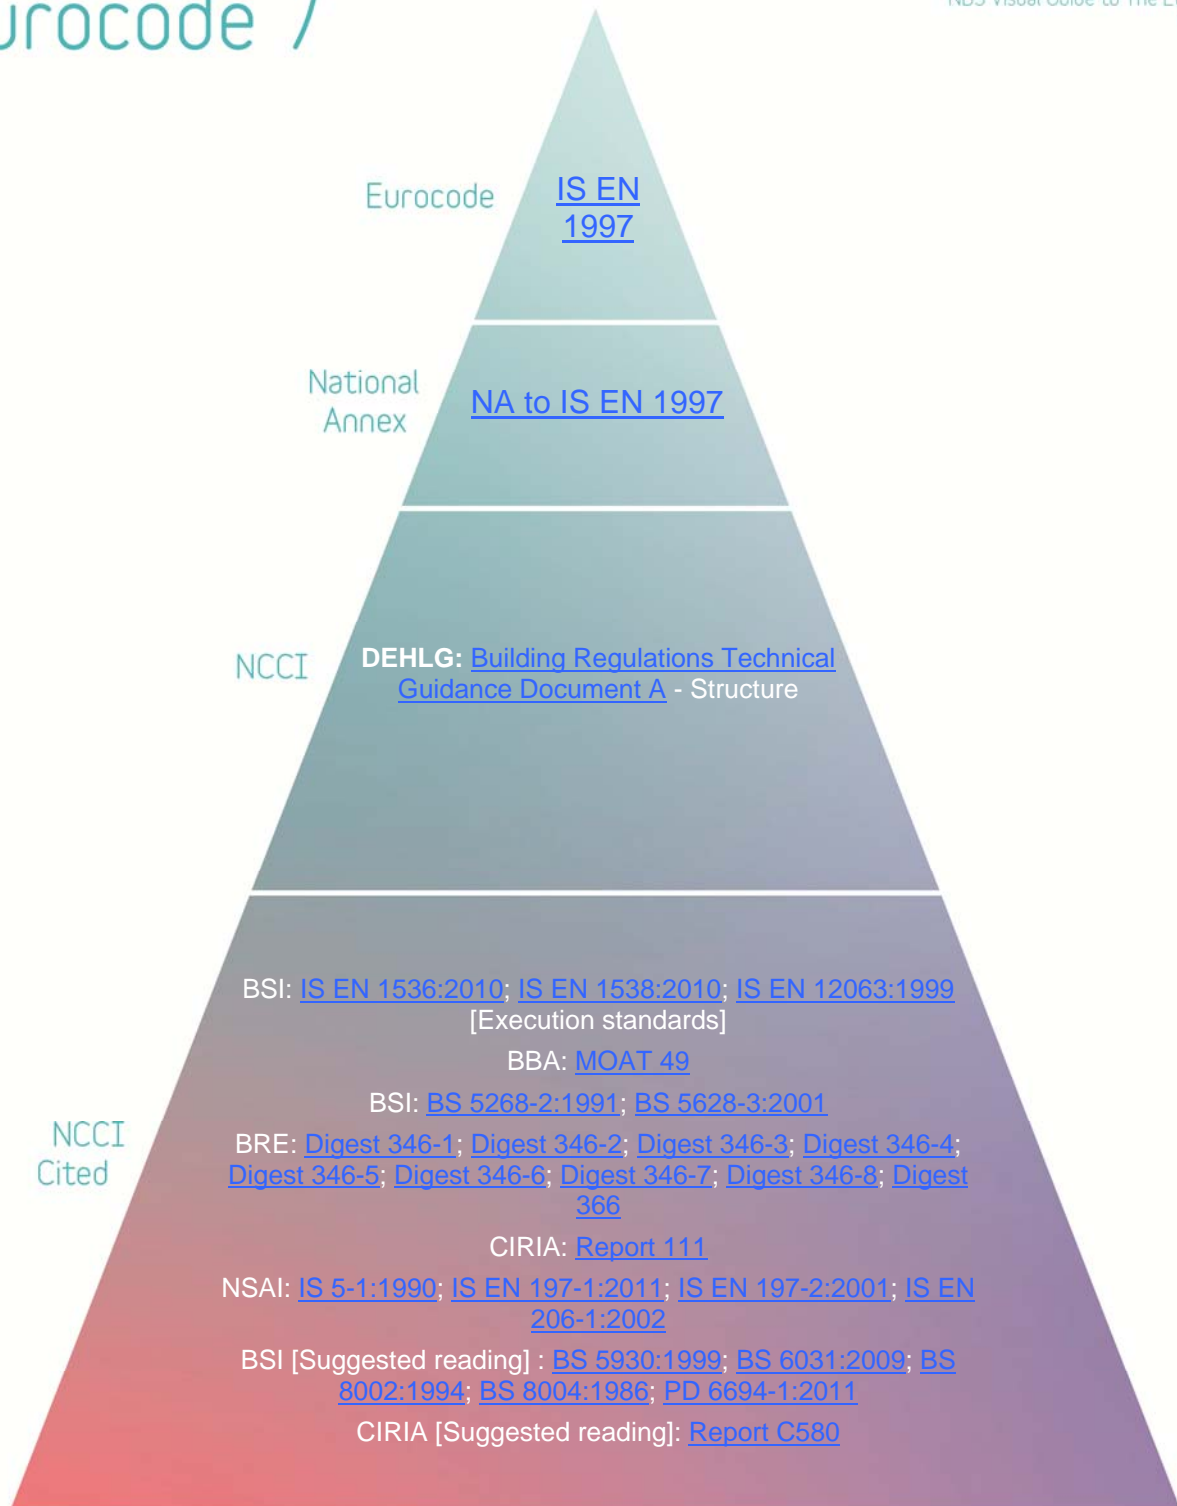 urocode 7
Eurocode
IS EN
1997
National
Annex
NA to IS EN 1997
NCCI
DEHLG: Building Regulations Technical
Guidance Document A - Structure
NCCI
Cited
BSI: IS EN 1536:2010; IS EN 1538:2010; IS EN 12063:1999
[Execution standards]
BBA: MOAT 49
BSI: BS 5268-2:1991; BS 5628-3:2001
BRE: Digest 346-1; Digest 346-2; Digest 346-3; Digest 346-4;
Digest 346-5; Digest 346-6; Digest 346-7; Digest 346-8; Digest
366
CIRIA: Report 111
NSAI: IS 5-1:1990; IS EN 197-1:2011; IS EN 197-2:2001; IS EN
206-1:2002
BSI [Suggested reading] : BS 5930:1999; BS 6031:2009; BS
8002:1994; BS 8004:1986; PD 6694-1:2011
CIRIA [Suggested reading]: Report C580